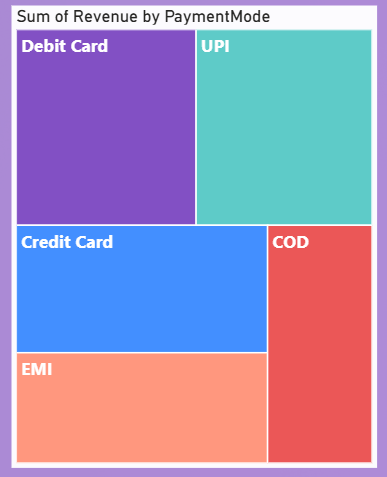 Sum of Revenue by PaymentMode
Debit Card
UPI
Credit Card
COD
EMI